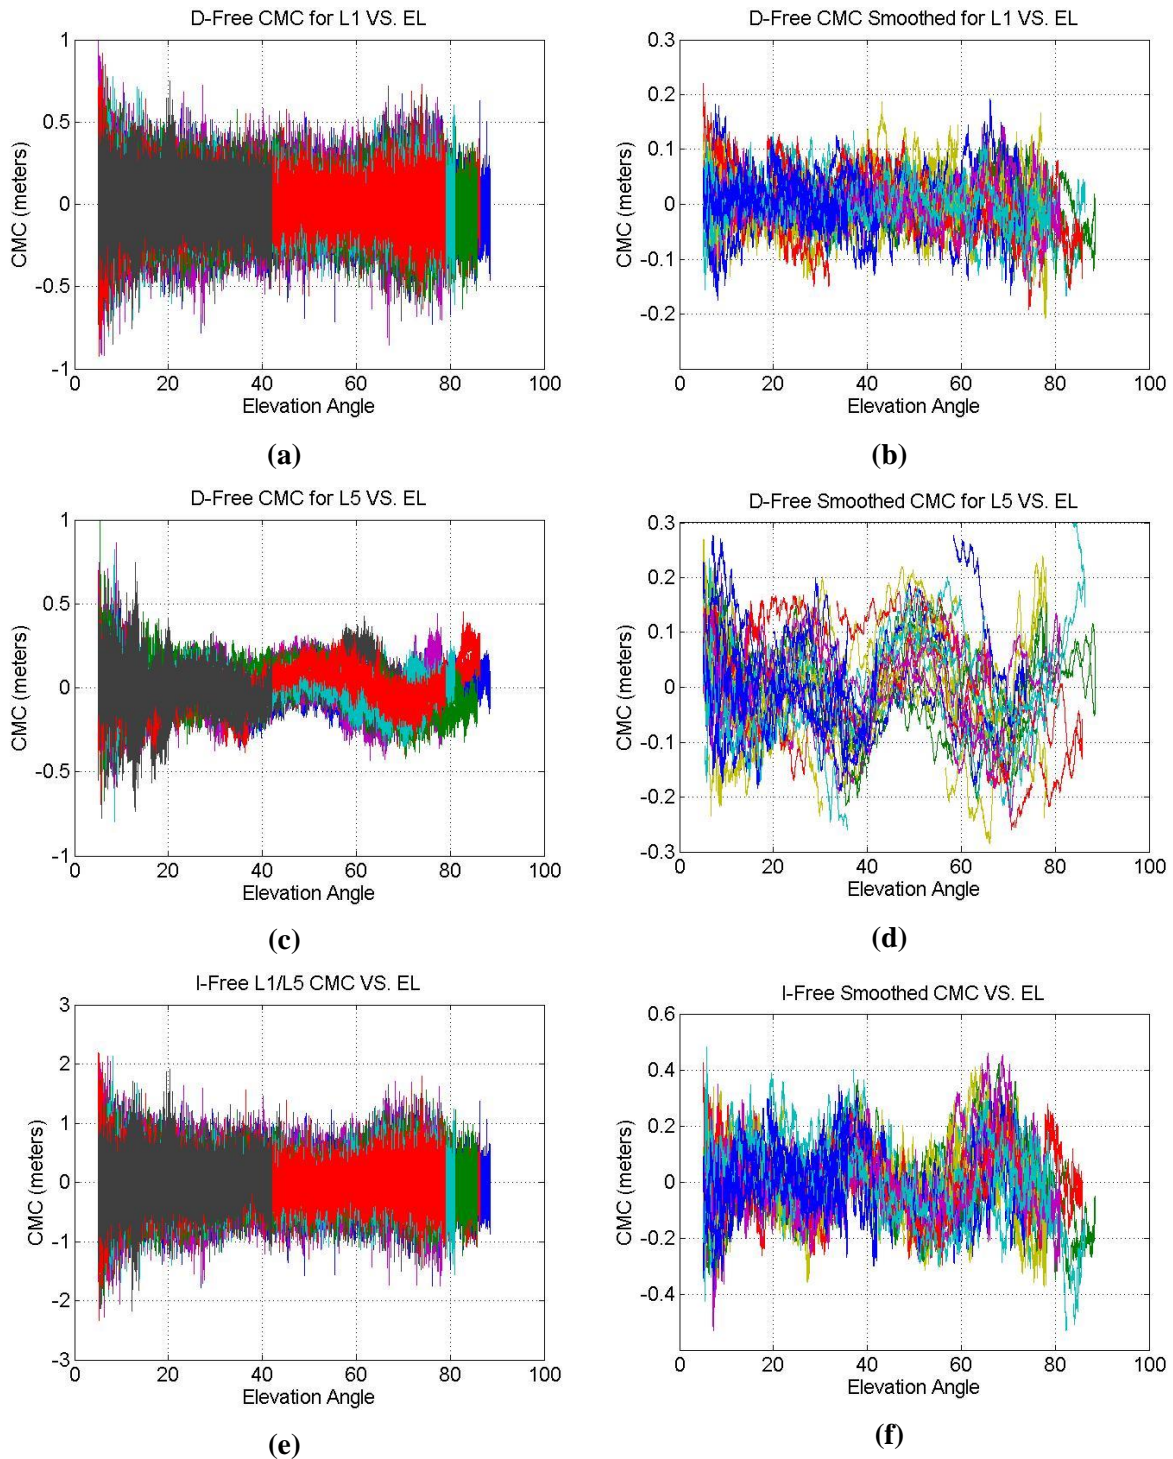 D-Free CMC for L1 VS. EL
1
0.5
0
-0.5
-1
CMC (meters)
0 20 40 60 80 100
Elevation Angle
(a)
D-Free CMC Smoothed for L1 VS. EL
0.3
0.2
0.1
0
-0.1
-0.2
CMC (meters)
0 20 40 60 80 100
Elevation Angle
(b)
D-Free CMC for L5 VS. EL
1
0.5
0
-0.5
-1
CMC (meters)
0 20 40 60 80 100
Elevation Angle
(c)
D-Free Smoothed CMC for L5 VS. EL
0.3
0.2
0.1
0
-0.1
-0.2
-0.3
CMC (meters)
0 20 40 60 80 100
Elevation Angle
(d)
I-Free L1/L5 CMC VS. EL
3
2
1
0
-1
-2
-3
CMC (meters)
0 20 40 60 80 100
Elevation Angle
(e)
I-Free Smoothed CMC VS. EL
0.6
0.4
0.2
0
-0.2
-0.4
CMC (meters)
0 20 40 60 80 100
Elevation Angle
(f)